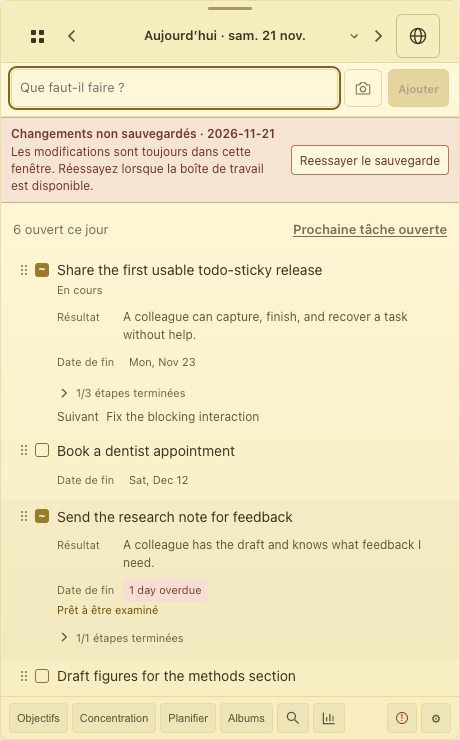 Aujourd'hui · sam. 21 nov.
Que faut-il faire ?
Ajouter
Changements non sauvegardés · 2026-11-21
Les modifications sont toujours dans cette
fenêtre. Réessayez lorsque la boîte de travail
est disponible.
Reessayer le sauvegarde
6 ouvert ce jour
Prochaine tâche ouverte
Share the first usable todo-sticky release
En cours
Résultat A colleague can capture, finish, and recover a task
without help.
Date de fin Mon, Nov 23
1/3 étapes terminées
Suivant Fix the blocking interaction
Book a dentist appointment
Date de fin Sat, Dec 12
Send the research note for feedback
Résultat A colleague has the draft and knows what feedback I
need.
Date de fin 1 day overdue
Prêt à être examiné
1/1 étapes terminées
Draft figures for the methods section
Objectifs Concentration Planifier Albums